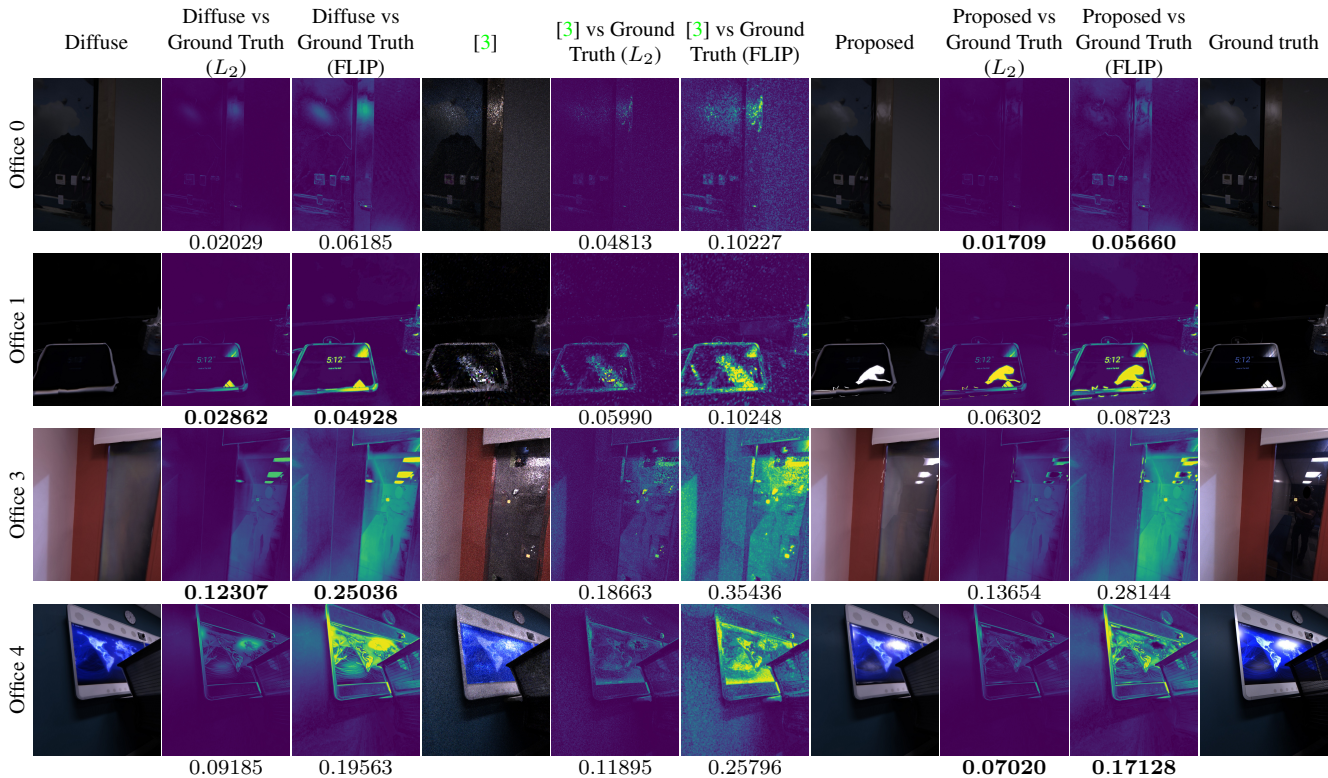 Diffuse
Diffuse vs
Ground Truth
(L₂)
Diffuse vs
Ground Truth
(FLIP)
[3]
[3] vs Ground
Truth (L₂)
[3] vs Ground
Truth (FLIP)
Proposed
Proposed vs
Ground Truth
(L₂)
Proposed vs
Ground Truth
(FLIP)
Ground truth
Office 0
0.02029 0.06185 0.04813 0.10227 0.01709 0.05660
Office 1
5:12
5:12
5:12
5:12
5:12
0.02862 0.04928 0.05990 0.10248 0.06302 0.08723
Office 3
0.12307 0.25036 0.18663 0.35436 0.13654 0.28144
Office 4
0.09185 0.19563 0.11895 0.25796 0.07020 0.17128